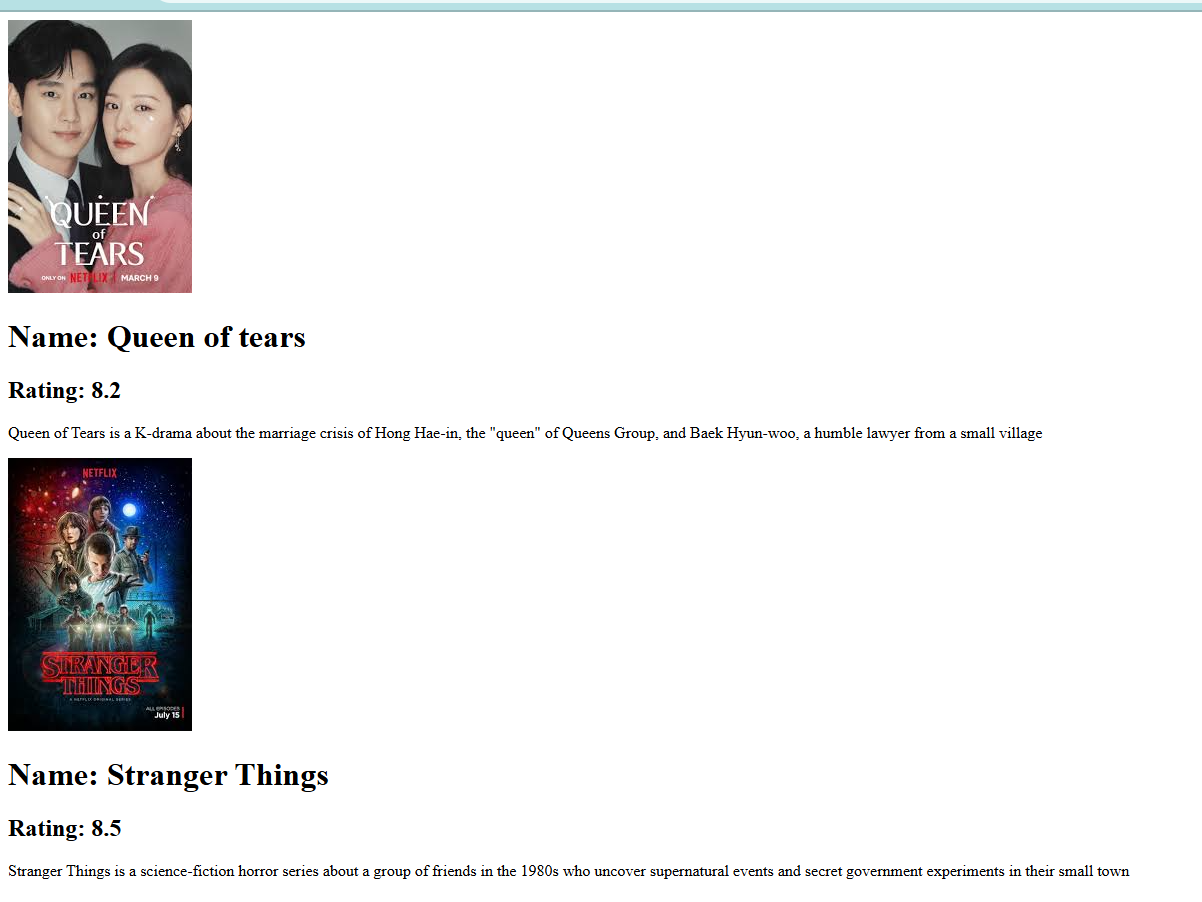 QUEEN
of
TEARS
ONLY ON NETFLIX | MARCH 9
Name: Queen of tears
Rating: 8.2
Queen of Tears is a K-drama about the marriage crisis of Hong Hae-in, the "queen" of Queens Group, and Baek Hyun-woo, a humble lawyer from a small village
NETFLIX
STRANGER
THINGS
A NETFLIX ORIGINAL SERIES
ALL EPISODES
July 15
Name: Stranger Things
Rating: 8.5
Stranger Things is a science-fiction horror series about a group of friends in the 1980s who uncover supernatural events and secret government experiments in their small town